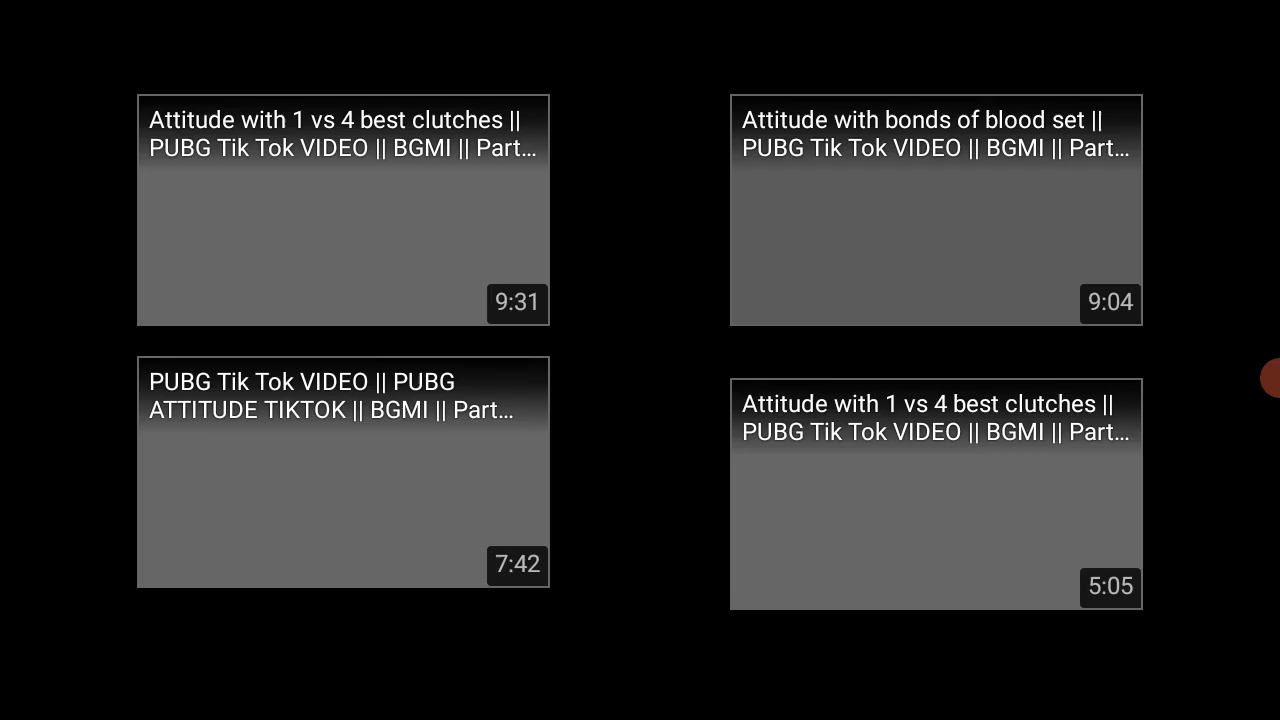 Attitude with 1 vs 4 best clutches ||
PUBG Tik Tok VIDEO || BGMI || Part...
9:31
Attitude with bonds of blood set ||
PUBG Tik Tok VIDEO || BGMI || Part...
9:04
PUBG Tik Tok VIDEO || PUBG
ATTITUDE TIKTOK || BGMI || Part...
7:42
Attitude with 1 vs 4 best clutches ||
PUBG Tik Tok VIDEO || BGMI || Part...
5:05